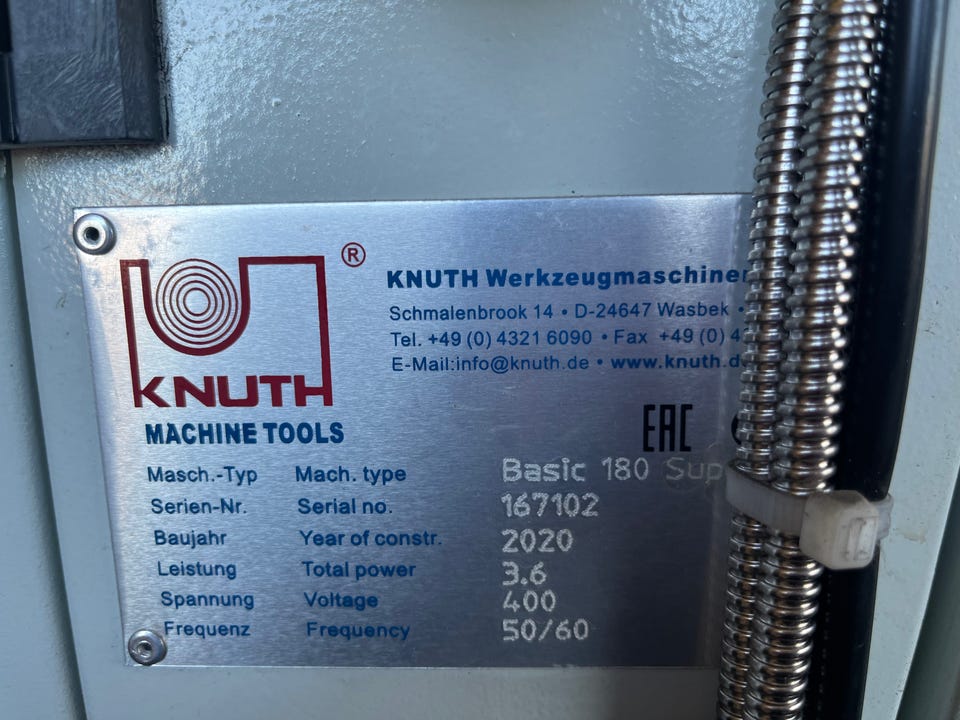 ®
KNUTH
MACHINE TOOLS
KNUTH Werkzeugmaschinen
Schmalenbrook 14 • D-24647 Wasbek •
Tel. +49 (0) 4321 6090 • Fax +49 (0) 4
E-Mail:info@knuth.de • www.knuth.d
EAC
Masch.-Typ Mach. type Basic 180 Sup
Serien-Nr. Serial no. 167102
Baujahr Year of constr. 2020
Leistung Total power 3.6
Spannung Voltage 400
Frequenz Frequency 50/60